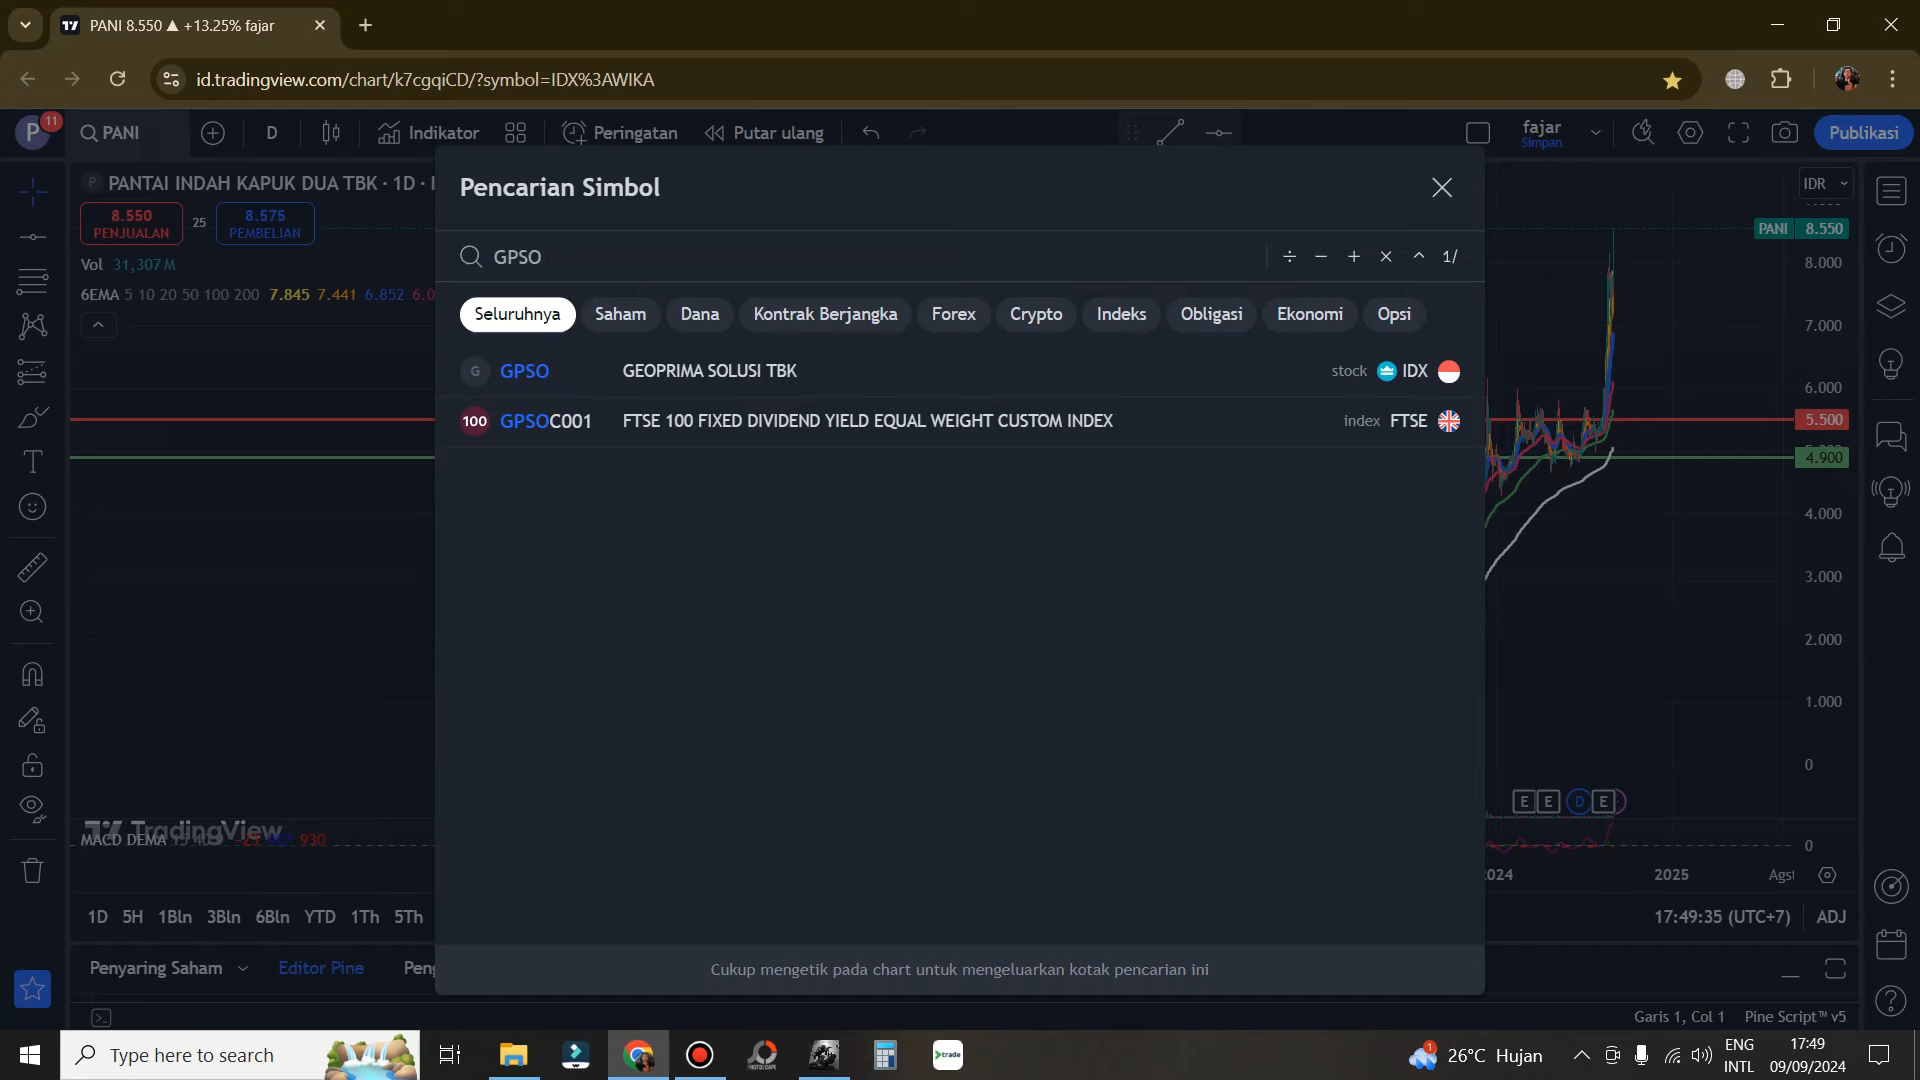 PANI 8.550 ▲ +13.25% fajar
id.tradingview.com/chart/k7cgqiCD/?symbol=IDX%3AWIKA
P 11 PANI D Indikator Peringatan Putar ulang fajar Simpan Publikasi
P PANTAI INDAH KAPUK DUA TBK · 1D ·
8.550 PENJUALAN 25 8.575 PEMBELIAN
Vol 31,307 M
6EMA 5 10 20 50 100 200 7.845 7.441 6.852
Pencarian Simbol
GPSO ÷ − + × ^ 1/
Seluruhnya Saham Dana Kontrak Berjangka Forex Crypto Indeks Obligasi Ekonomi Opsi
G GPSO GEOPRIMA SOLUSI TBK stock IDX
100 GPSOC001 FTSE 100 FIXED DIVIDEND YIELD EQUAL WEIGHT CUSTOM INDEX index FTSE
Cukup mengetik pada chart untuk mengeluarkan kotak pencarian ini
IDR
PANI 8.550
8.000
7.000
6.000
5.500
4.900
4.000
3.000
2.000
1.000
0
E E D E
0
2025 Agst
TradingView
MACD DEMA 930
1D 5H 1Bln 3Bln 6Bln YTD 1Th 5Th
17:49:35 (UTC+7) ADJ
Penyaring Saham Editor Pine
Garis 1, Col 1 Pine Script™ v5
Type here to search
trade
1 26°C Hujan
ENG INTL
17:49
09/09/2024